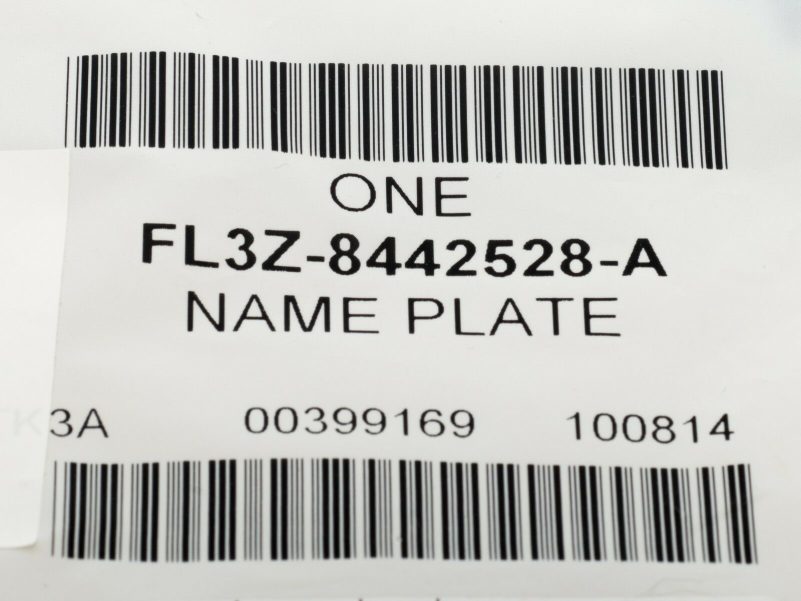 ONE
FL3Z-8442528-A
NAME PLATE
3A 00399169 100814